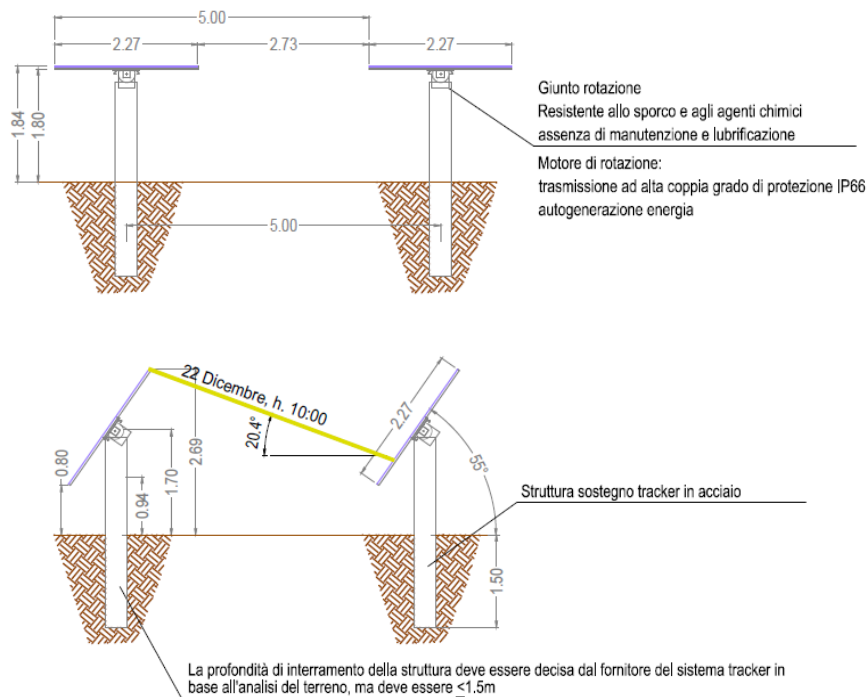 5.00
2.27
2.73
2.27
1.84
1.80
5.00
Giunto rotazione
Resistente allo sporco e agli agenti chimici
assenza di manutenzione e lubrificazione
Motore di rotazione:
trasmissione ad alta coppia grado di protezione IP66
autogenerazione energia
22 Dicembre, h. 10:00
20.4°
2.27
55°
0.80
0.94
1.70
2.69
1.50
Struttura sostegno tracker in acciaio
La profondità di interramento della struttura deve essere decisa dal fornitore del sistema tracker in
base all'analisi del terreno, ma deve essere ≤1.5m